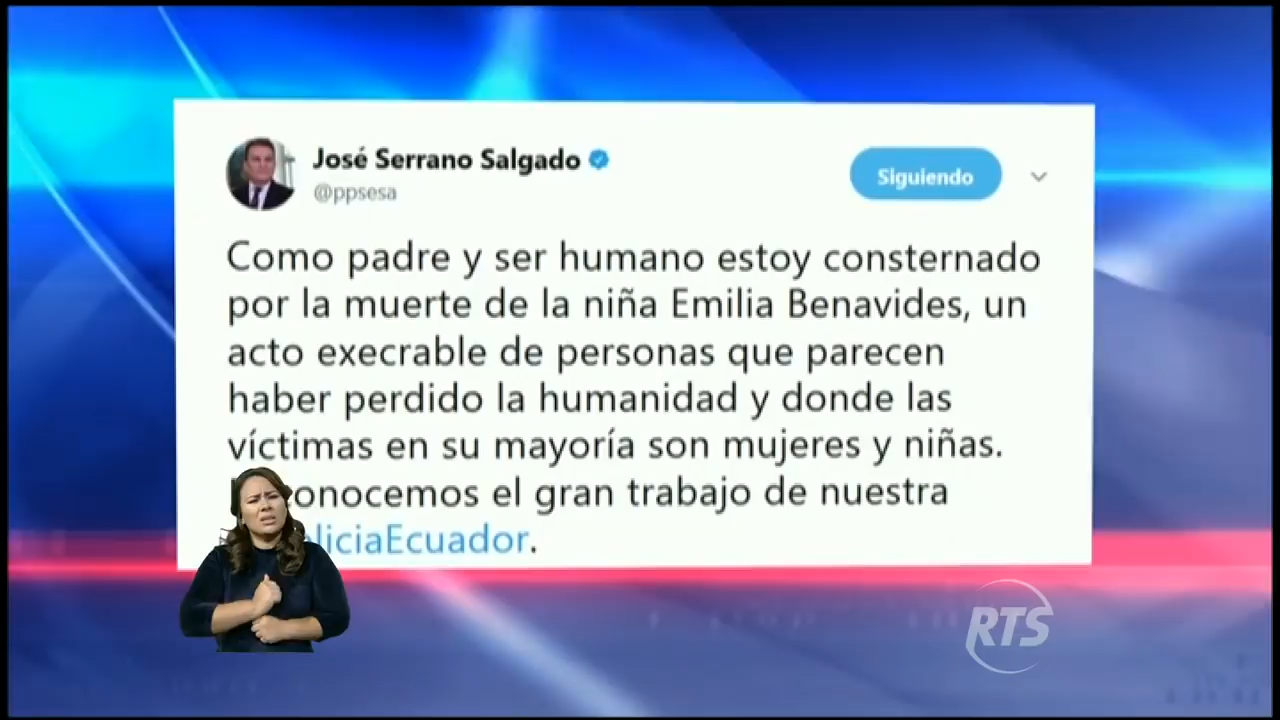 José Serrano Salgado
@ppsesa
Siguiendo
Como padre y ser humano estoy consternado
por la muerte de la niña Emilia Benavides, un
acto execrable de personas que parecen
haber perdido la humanidad y donde las
víctimas en su mayoría son mujeres y niñas.
conocemos el gran trabajo de nuestra
liciaEcuador.
RTS